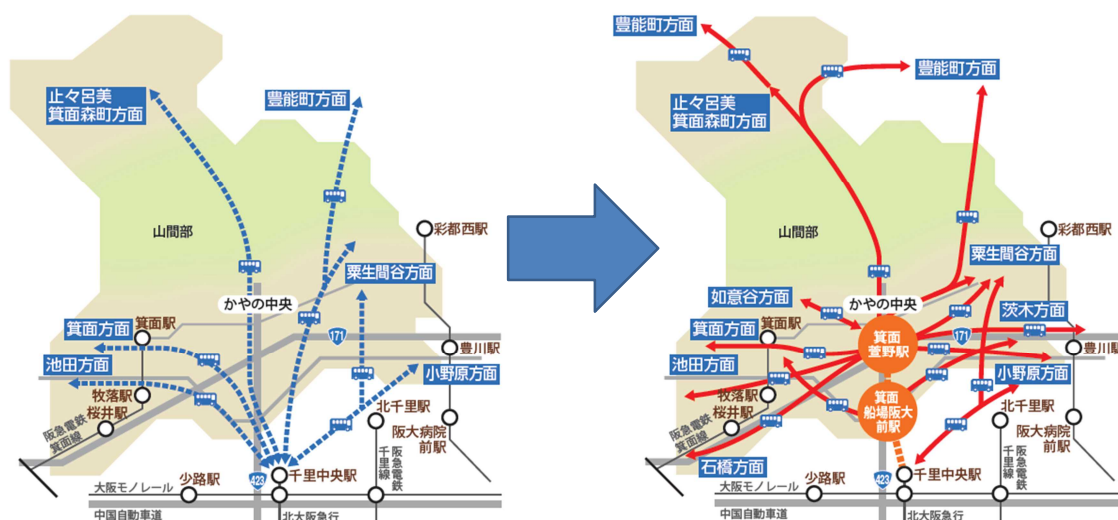 止々呂美
箕面森町方面
豊能町方面
山間部
彩都西駅
粟生間谷方面
かやの中央
箕面方面
箕面駅
171
豊川駅
池田方面
小野原方面
牧落駅
桜井駅
北千里駅
阪急電鉄
箕面線
阪大病院
前駅
阪急電鉄
千里線
千里中央駅
423
少路駅
大阪モノレール
中国自動車道
北大阪急行
豊能町方面
豊能町方面
止々呂美
箕面森町方面
山間部
彩都西駅
粟生間谷方面
如意谷方面
かやの中央
茨木方面
箕面方面
箕面駅
171
箕面
萱野駅
豊川駅
池田方面
小野原方面
牧落駅
桜井駅
箕面
船場阪大
前駅
北千里駅
阪急電鉄
箕面線
阪大病院
前駅
石橋方面
阪急電鉄
千里線
千里中央駅
423
少路駅
大阪モノレール
中国自動車道
北大阪急行